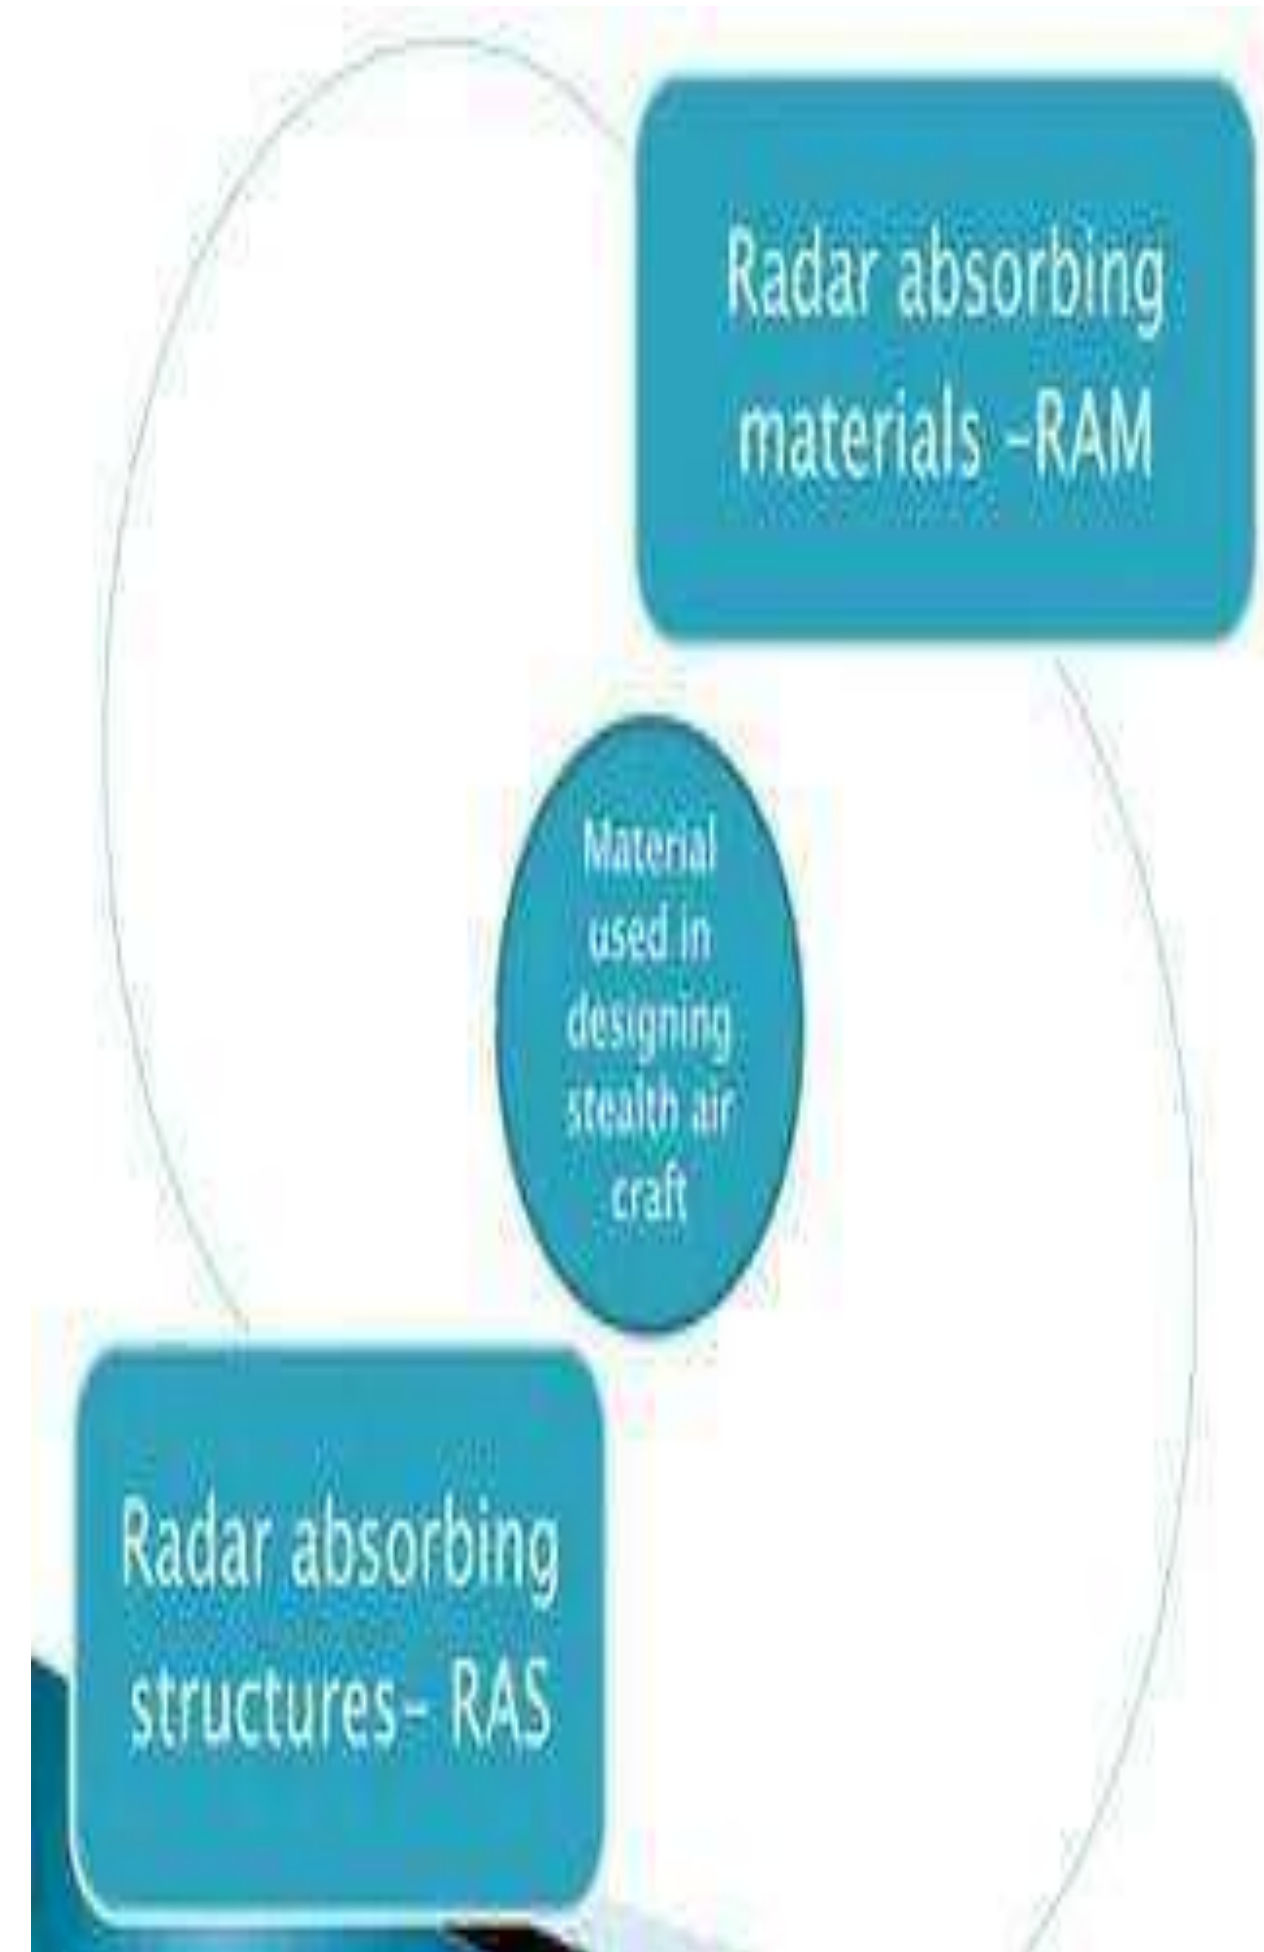 Radar absorbing
materials -RAM
Material
used in
designing
stealth air
craft
Radar absorbing
structures- RAS